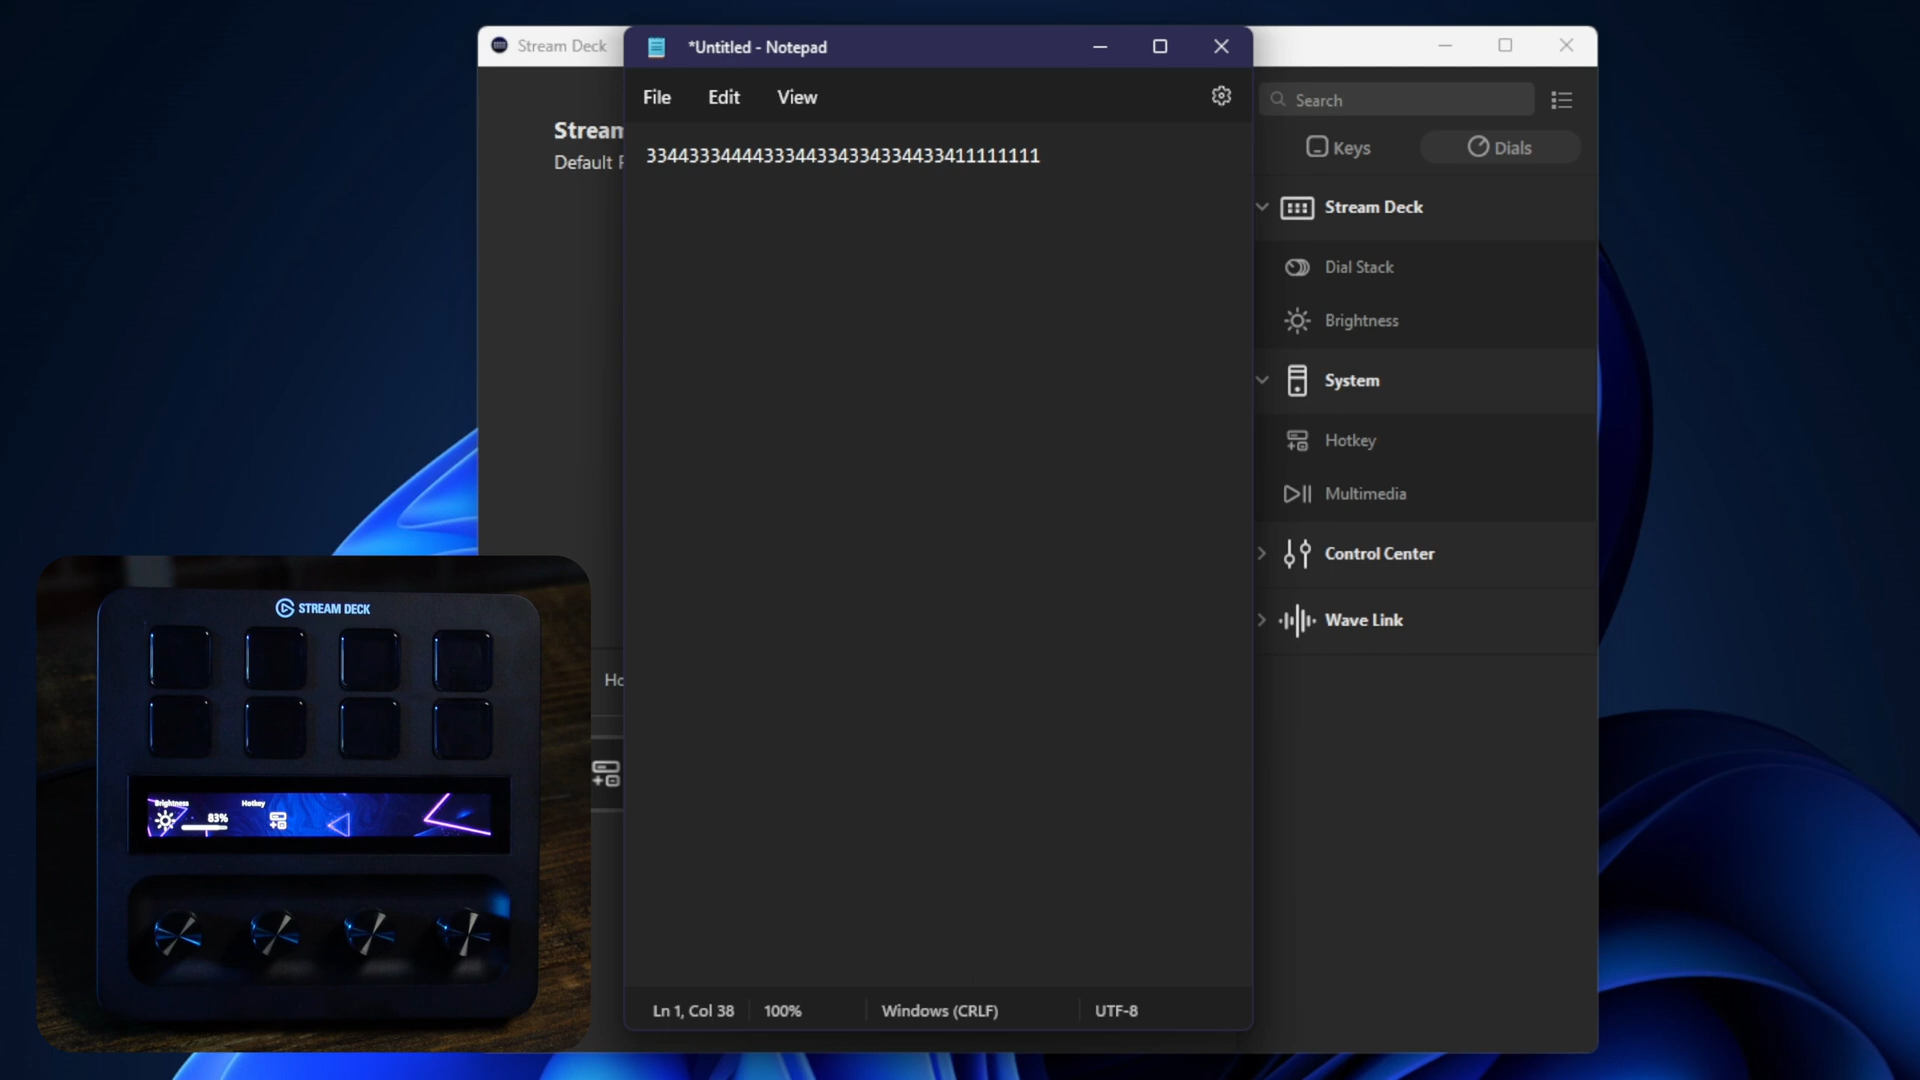 Stream Deck
*Untitled - Notepad
File Edit View
Search
Keys Dials
Stream
Default
3344333444433344334334334433411111111
Stream Deck
Dial Stack
Brightness
System
Hotkey
Multimedia
Control Center
Wave Link
Ho
STREAM DECK
Brightness Hotkey
83%
Ln 1, Col 38 100% Windows (CRLF) UTF-8